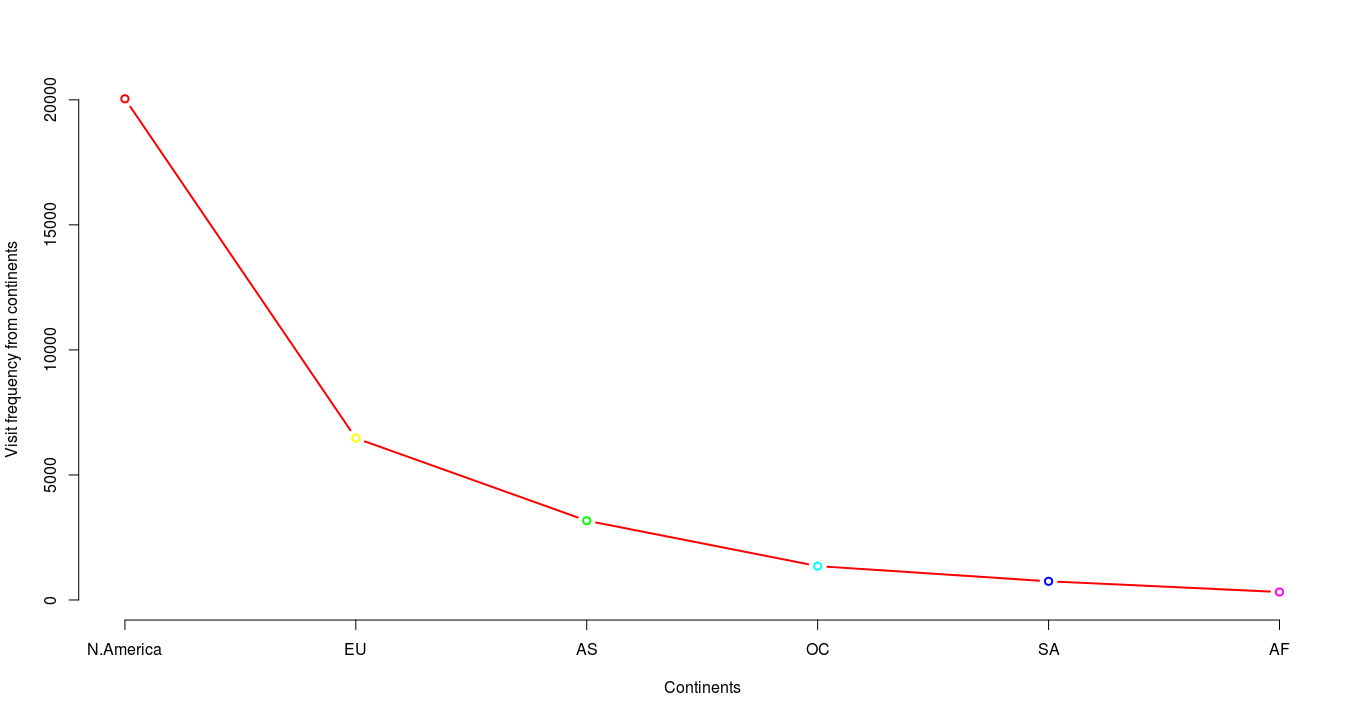 Visit frequency from continents
20000
15000
10000
5000
0
N.America EU AS OC SA AF
Continents